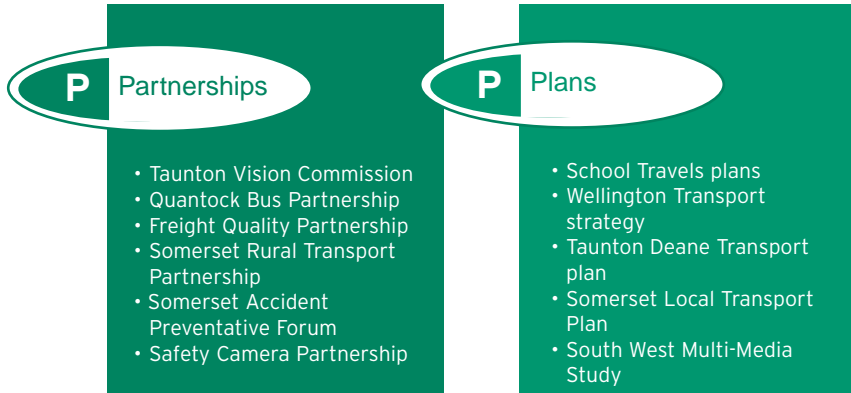 P Partnerships
• Taunton Vision Commission
• Quantock Bus Partnership
• Freight Quality Partnership
• Somerset Rural Transport
Partnership
• Somerset Accident
Preventative Forum
• Safety Camera Partnership
P Plans
• School Travels plans
• Wellington Transport
strategy
• Taunton Deane Transport
plan
• Somerset Local Transport
Plan
• South West Multi-Media
Study